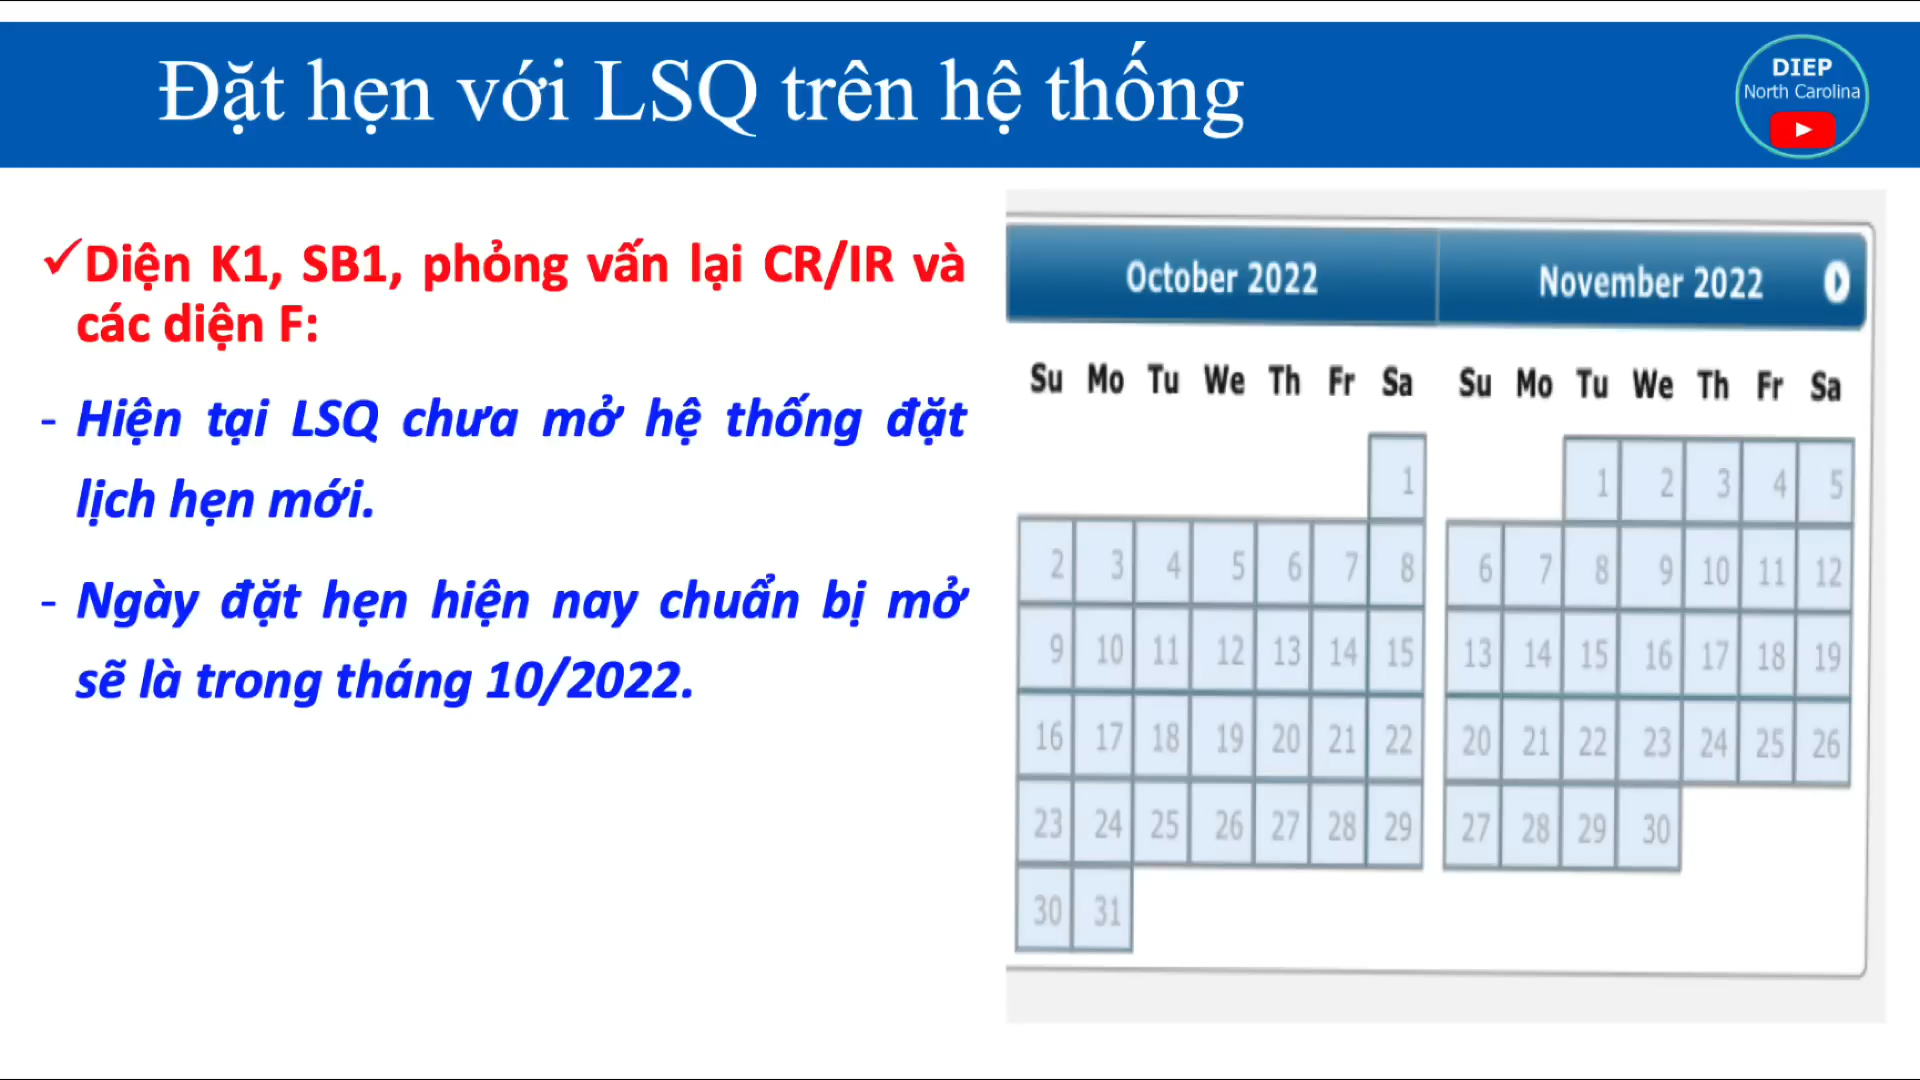 Đặt hẹn với LSQ trên hệ thống
DIEP
North Carolina
✓Diện K1, SB1, phỏng vấn lại CR/IR và
các diện F:
- Hiện tại LSQ chưa mở hệ thống đặt
lịch hẹn mới.
- Ngày đặt hẹn hiện nay chuẩn bị mở
sẽ là trong tháng 10/2022.
October 2022
Su Mo Tu We Th Fr Sa
1
2 3 4 5 6 7 8
9 10 11 12 13 14 15
16 17 18 19 20 21 22
23 24 25 26 27 28 29
30 31
November 2022
Su Mo Tu We Th Fr Sa
1 2 3 4 5
6 7 8 9 10 11 12
13 14 15 16 17 18 19
20 21 22 23 24 25 26
27 28 29 30